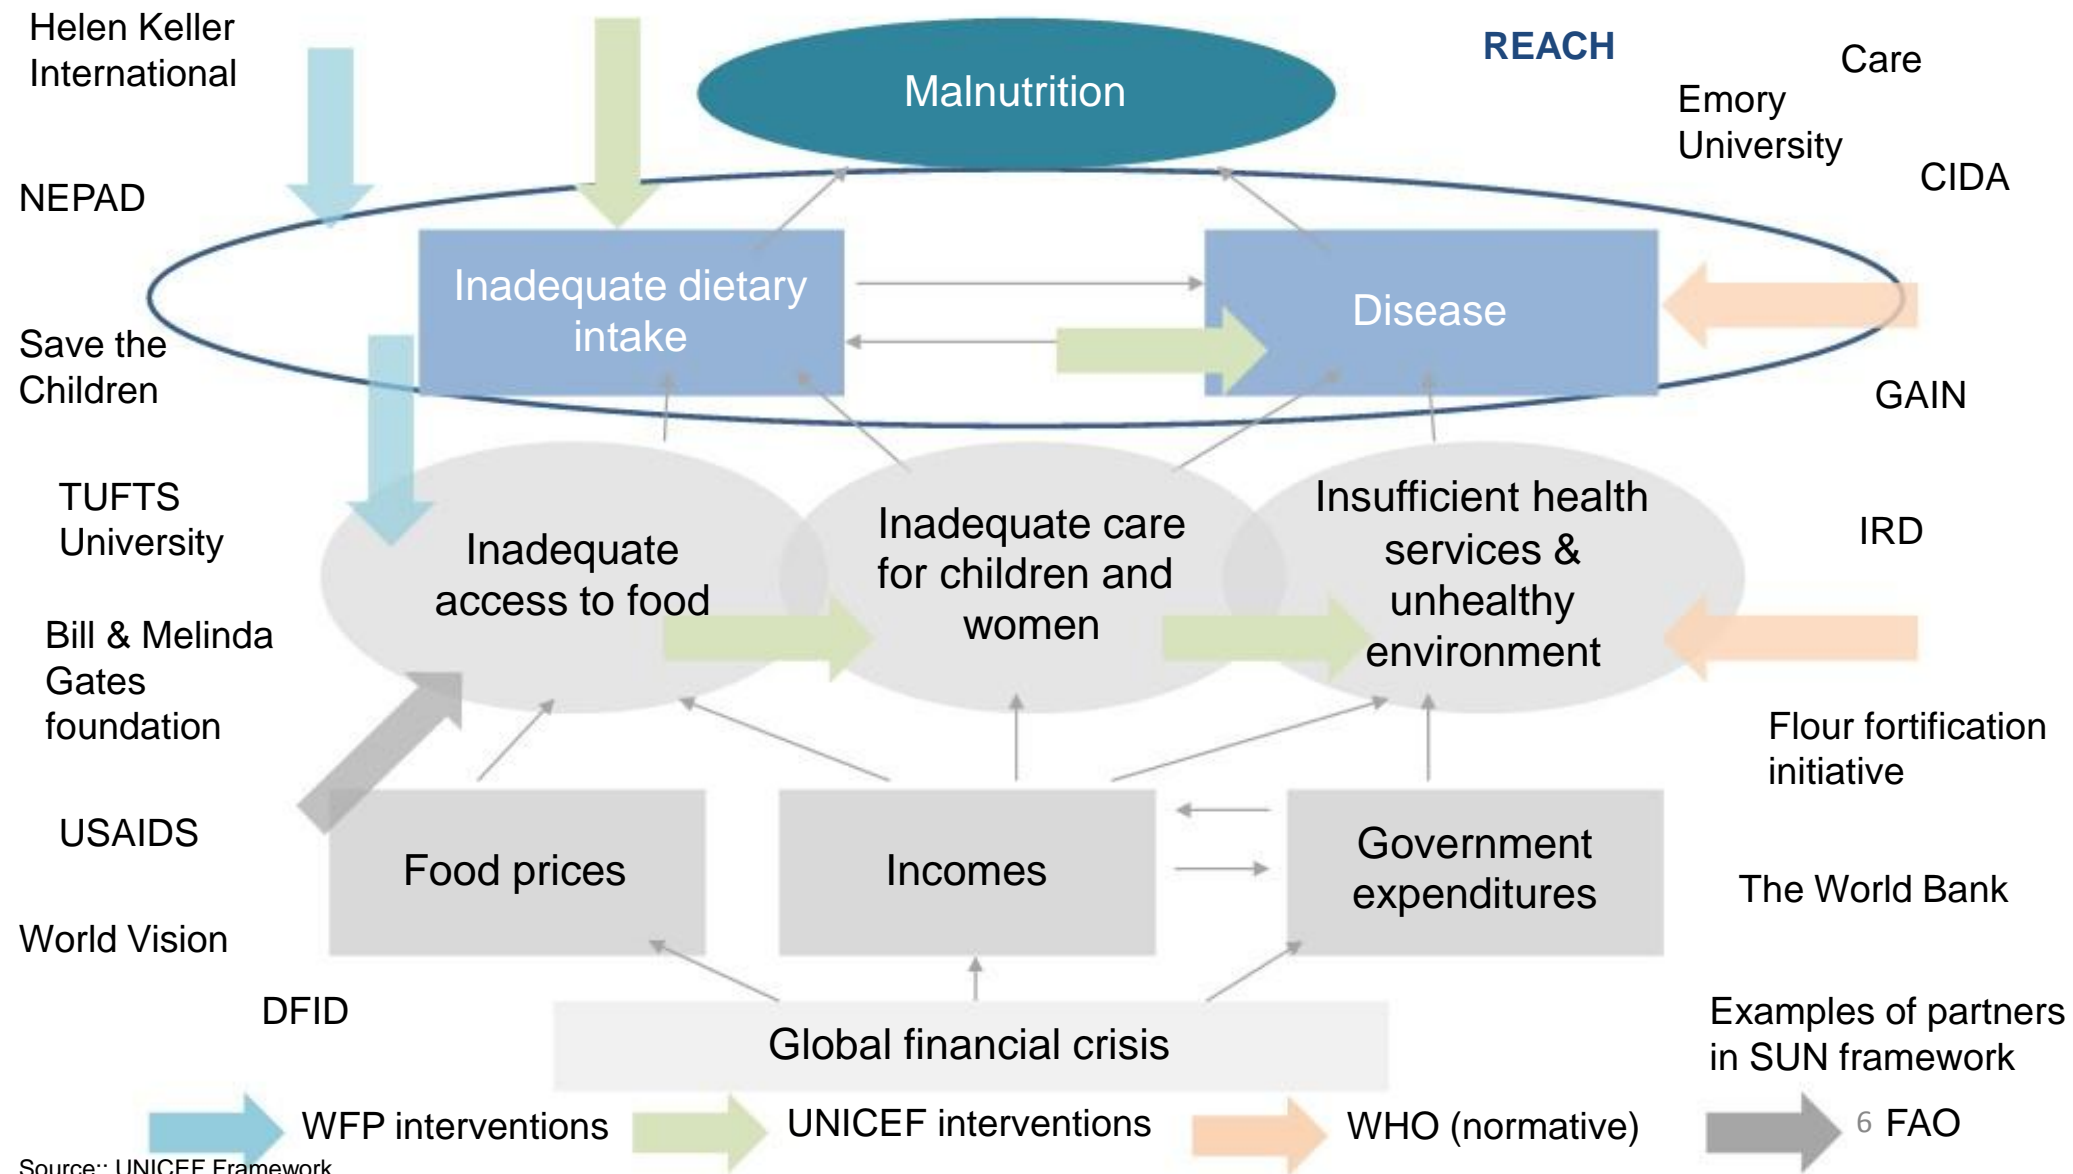 Helen Keller
International
Malnutrition
REACH
Care
Emory
University
CIDA
NEPAD
Inadequate dietary
intake
Disease
Save the
Children
GAIN
TUFTS
University
Inadequate
access to food
Inadequate care
for children and
women
Insufficient health
services &
unhealthy
environment
IRD
Bill & Melinda
Gates
foundation
Flour fortification
initiative
USAIDS
Food prices
Incomes
Government
expenditures
The World Bank
World Vision
DFID
Global financial crisis
Examples of partners
in SUN framework
WFP interventions
UNICEF interventions
WHO (normative)
6 FAO
Source:: UNICEF Framework